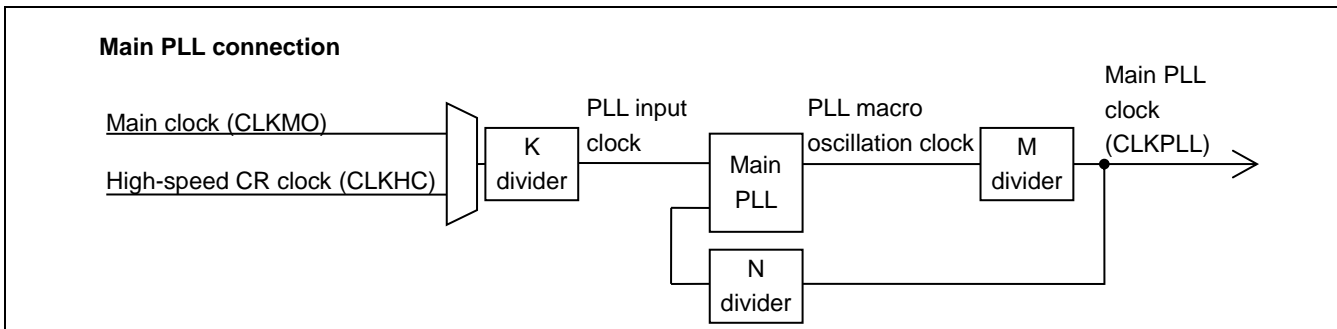 Main PLL connection
Main clock (CLKMO)
High-speed CR clock (CLKHC)
K
divider
PLL input
clock
Main
PLL
PLL macro
oscillation clock
M
divider
Main PLL
clock
(CLKPLL)
N
divider